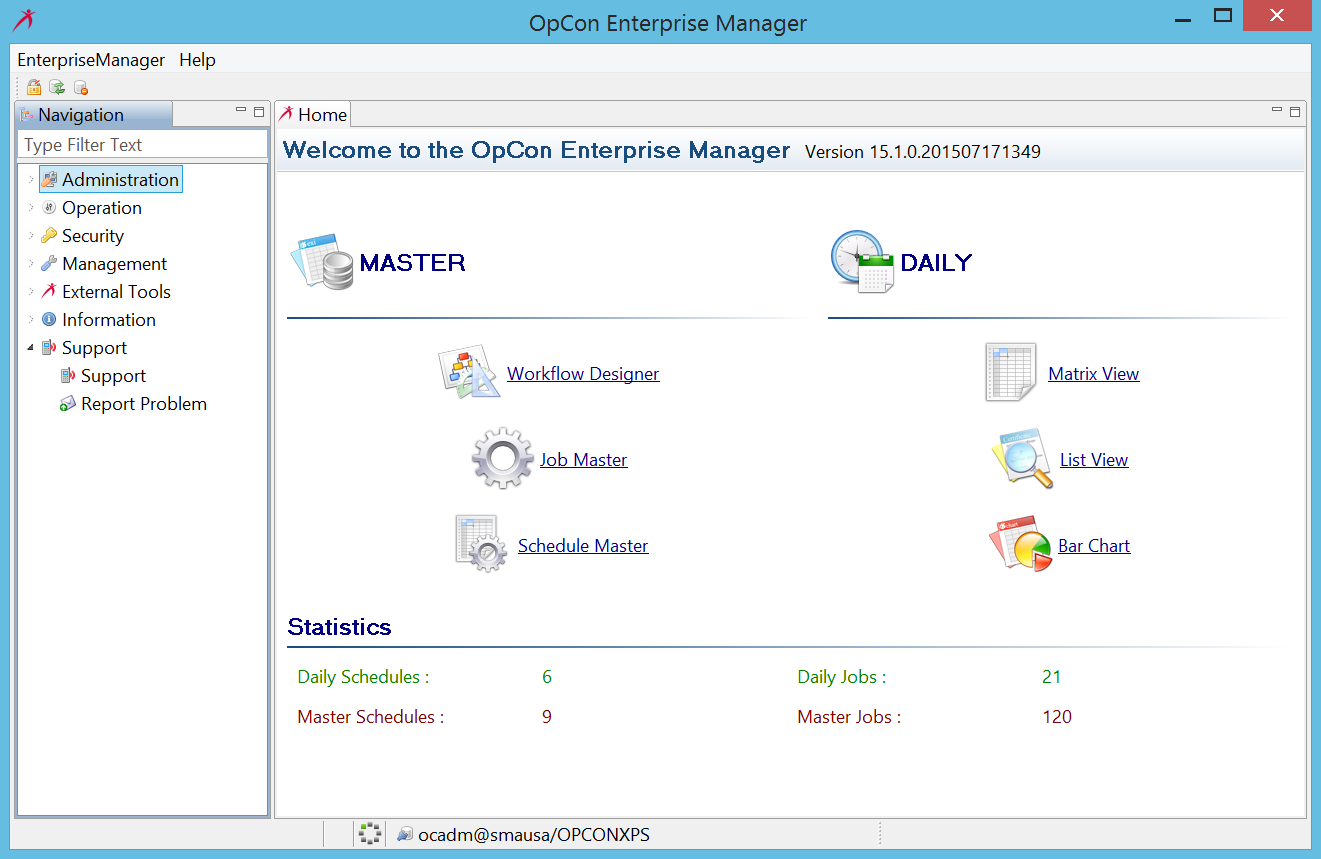 OpCon Enterprise Manager
EnterpriseManager Help
Navigation
Type Filter Text
Administration
Operation
Security
Management
External Tools
Information
Support
Support
Report Problem
Home
Welcome to the OpCon Enterprise Manager Version 15.1.0.201507171349
MASTER
Workflow Designer
Job Master
Schedule Master
DAILY
Matrix View
List View
Bar Chart
Statistics
Daily Schedules : 6 Daily Jobs : 21
Master Schedules : 9 Master Jobs : 120
ocadm@smausa/OPCONXPS